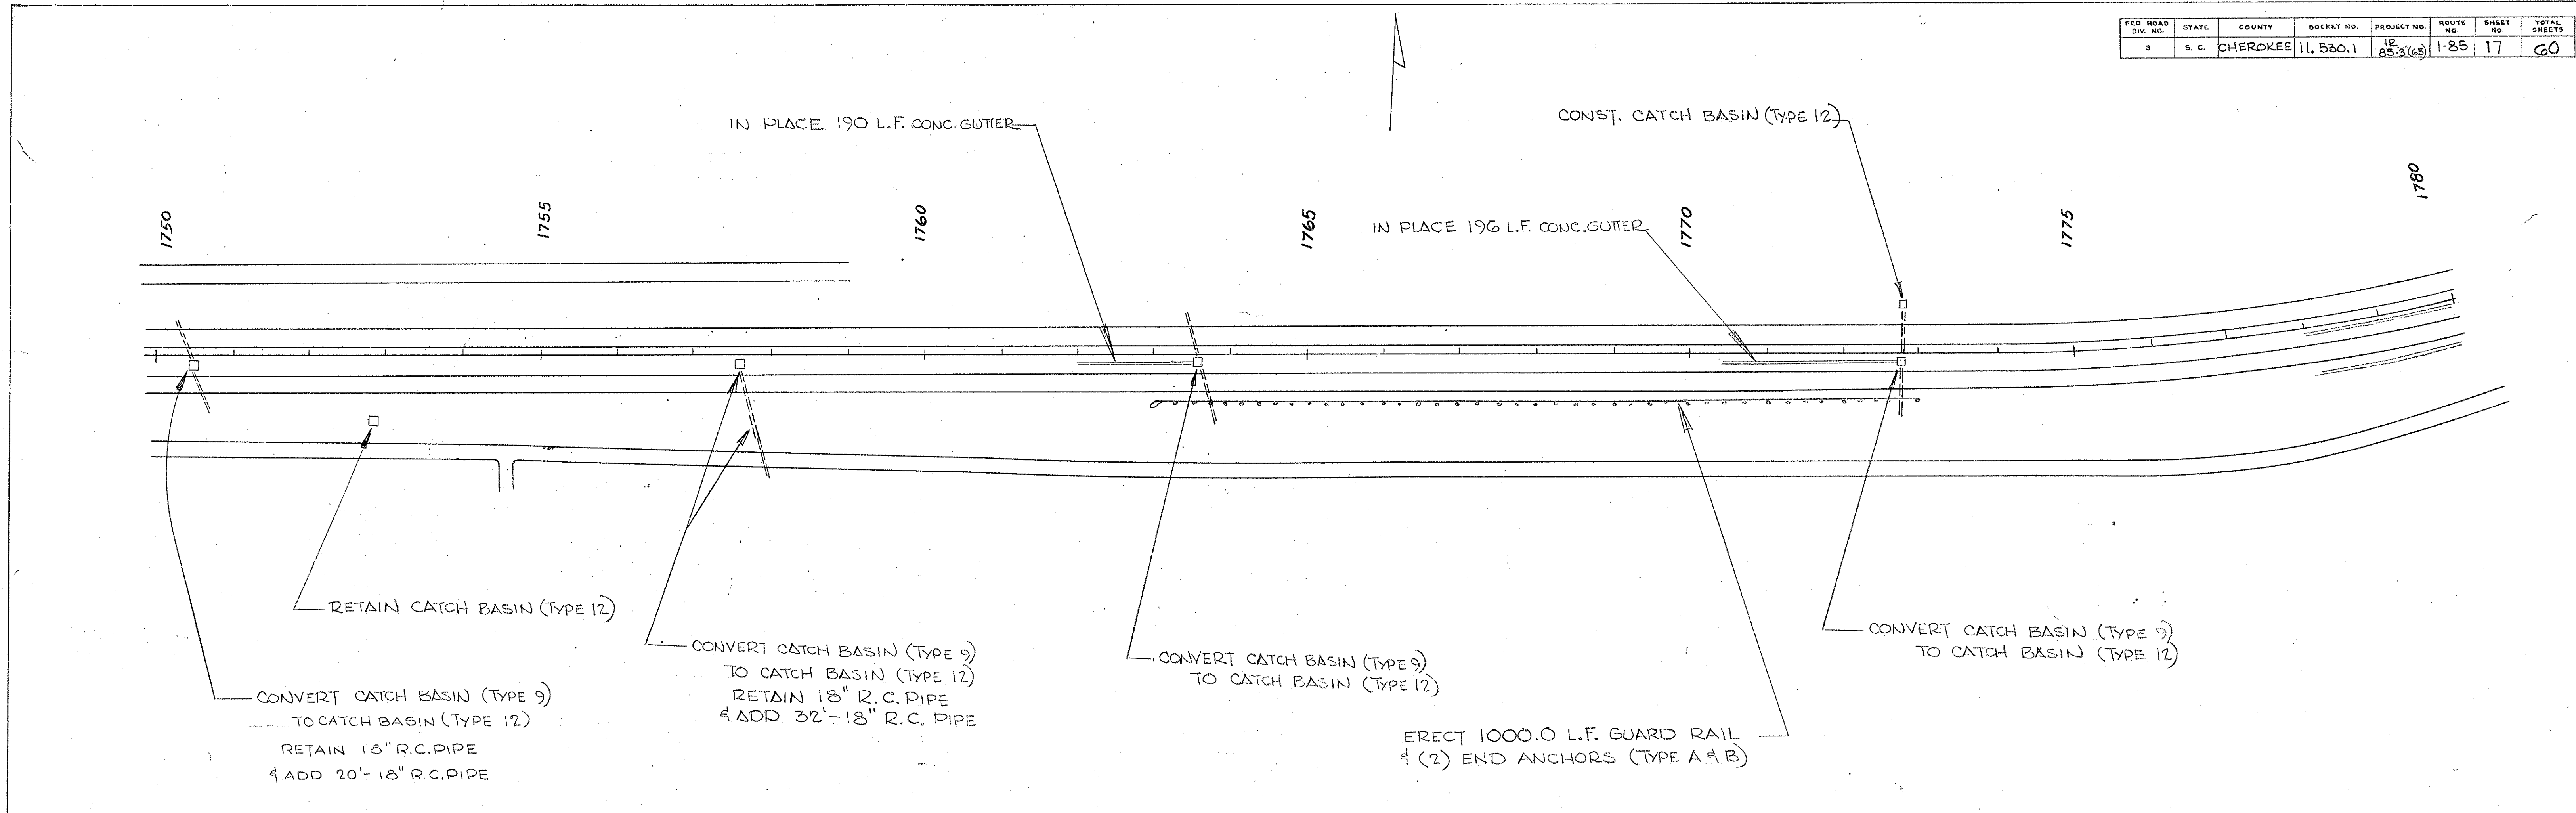 FED ROAD DIV. NO. STATE COUNTY DOCKET NO. PROJECT NO. ROUTE NO. SHEET NO. TOTAL SHEETS
3 S. C. CHEROKEE 11.530.1 IR 85-3(65) I-85 17 60
IN PLACE 190 L.F. CONC. GUTTER
CONST. CATCH BASIN (TYPE 12)
IN PLACE 196 L.F. CONC. GUTTER
1750
1755
1760
1765
1770
1775
1780
RETAIN CATCH BASIN (TYPE 12)
CONVERT CATCH BASIN (TYPE 9)
TO CATCH BASIN (TYPE 12)
RETAIN 18" R.C. PIPE
& ADD 20'-18" R.C. PIPE
CONVERT CATCH BASIN (TYPE 9)
TO CATCH BASIN (TYPE 12)
RETAIN 18" R.C. PIPE
& ADD 32'-18" R.C. PIPE
CONVERT CATCH BASIN (TYPE 9)
TO CATCH BASIN (TYPE 12)
ERECT 1000.0 L.F. GUARD RAIL
& (2) END ANCHORS (TYPE A & B)
CONVERT CATCH BASIN (TYPE 9)
TO CATCH BASIN (TYPE 12)